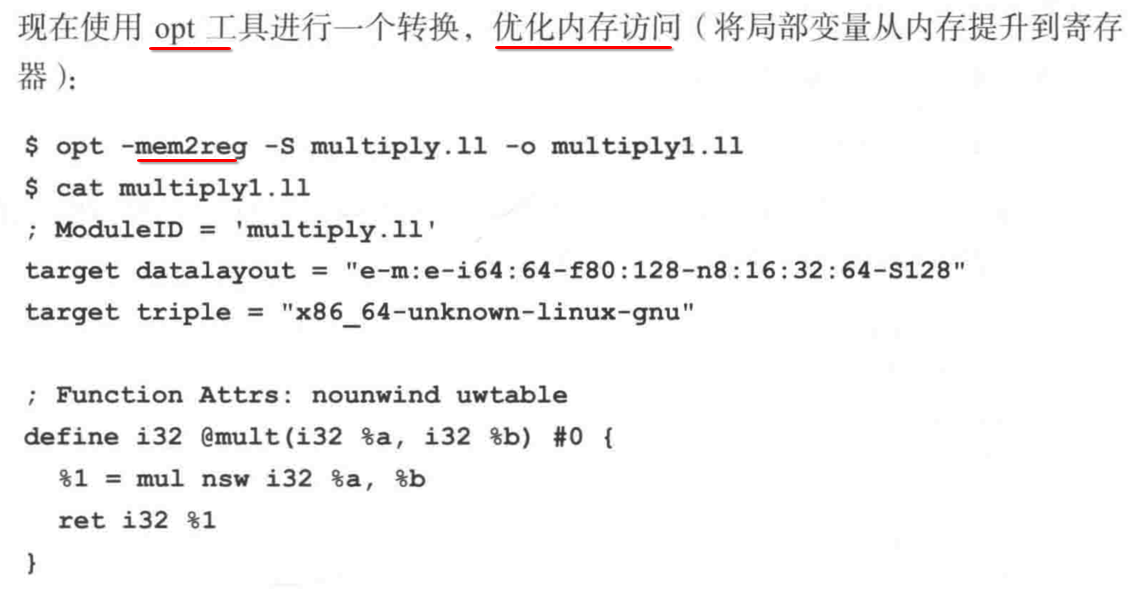 现在使用 opt 工具进行一个转换，优化内存访问（将局部变量从内存提升到寄存
器）：
$ opt -mem2reg -S multiply.ll -o multiply1.ll
$ cat multiply1.ll
; ModuleID = 'multiply.ll'
target datalayout = "e-m:e-i64:64-f80:128-n8:16:32:64-S128"
target triple = "x86_64-unknown-linux-gnu"
; Function Attrs: nounwind uwtable
define i32 @mult(i32 %a, i32 %b) #0 {
%1 = mul nsw i32 %a, %b
ret i32 %1
}